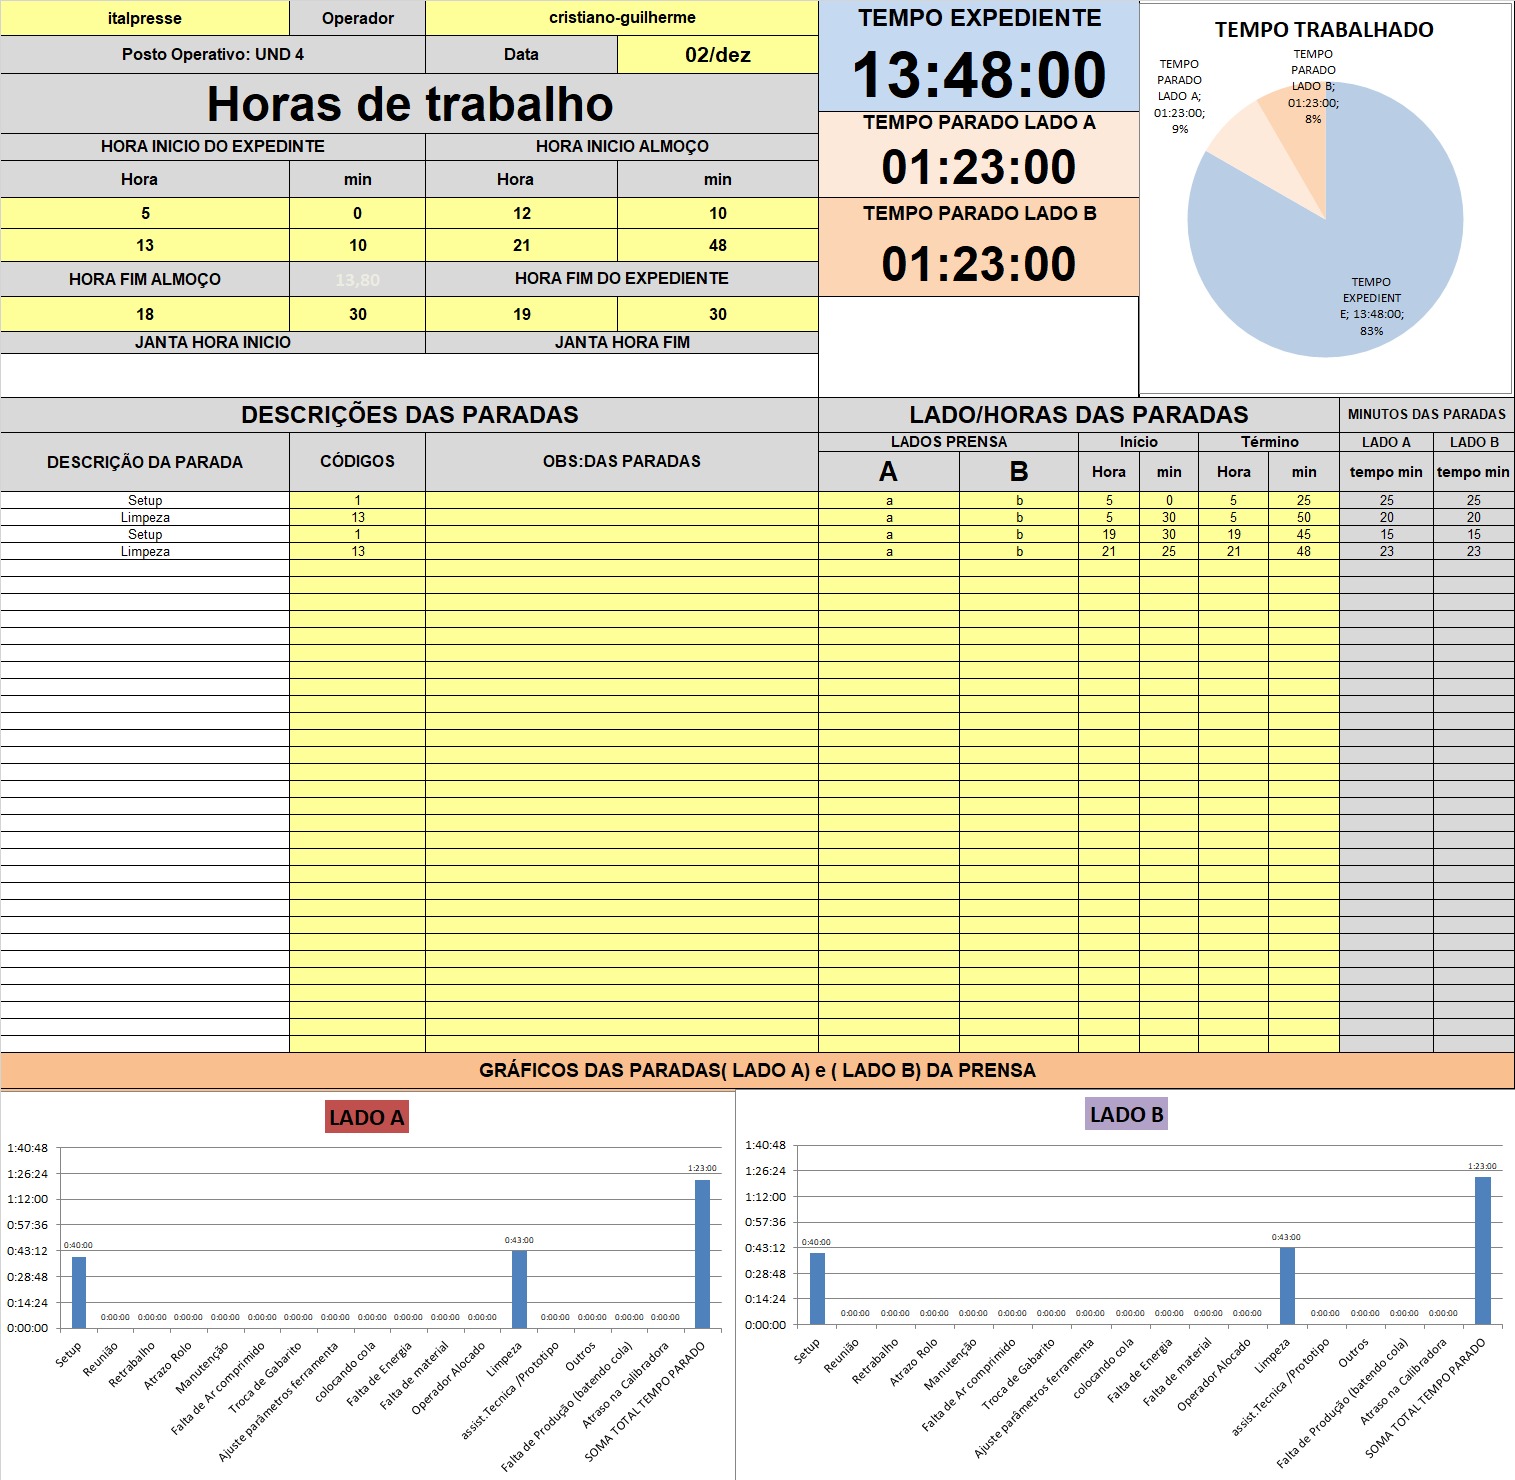 italpresse Operador cristiano-guilherme
Posto Operativo: UND 4 Data 02/dez
Horas de trabalho
HORA INICIO DO EXPEDINTE HORA INICIO ALMOÇO
Hora min Hora min
5 0 12 10
13 10 21 48
HORA FIM ALMOÇO 13,80 HORA FIM DO EXPEDIENTE
18 30 19 30
JANTA HORA INICIO JANTA HORA FIM
TEMPO EXPEDIENTE
13:48:00
TEMPO PARADO LADO A
01:23:00
TEMPO PARADO LADO B
01:23:00
TEMPO TRABALHADO
TEMPO
PARADO
LADO A;
01:23:00;
9%
TEMPO
PARADO
LADO B;
01:23:00;
8%
TEMPO
EXPEDIENT
E; 13:48:00;
83%
DESCRIÇÕES DAS PARADAS LADO/HORAS DAS PARADAS MINUTOS DAS PARADAS
DESCRIÇÃO DA PARADA CÓDIGOS OBS:DAS PARADAS LADOS PRENSA Início Término LADO A LADO B
A B Hora min Hora min tempo min tempo min
Setup 1 a b 5 0 5 25 25 25
Limpeza 13 a b 5 30 5 50 20 20
Setup 1 a b 19 30 19 45 15 15
Limpeza 13 a b 21 25 21 48 23 23
GRÁFICOS DAS PARADAS( LADO A) e ( LADO B) DA PRENSA
LADO A
1:40:48
1:26:24
1:12:00
0:57:36
0:43:12
0:28:48
0:14:24
0:00:00
0:40:00 0:00:00 0:00:00 0:00:00 0:00:00 0:00:00 0:00:00 0:00:00 0:00:00 0:00:00 0:00:00 0:00:00 0:43:00 0:00:00 0:00:00 0:00:00 0:00:00 1:23:00
Setup
Reunião
Retrabalho
Atrazo Rolo
Manutenção
Falta de Ar comprimido
Troca de Gabarito
Ajuste parâmetros ferramenta
colocando cola
Falta de Energia
Falta de material
Operador Alocado
Limpeza
assist.Tecnica /Prototipo
Outros
Falta de Produção (batendo cola)
Atraso na Calibradora
SOMA TOTAL TEMPO PARADO
LADO B
1:40:48
1:26:24
1:12:00
0:57:36
0:43:12
0:28:48
0:14:24
0:00:00
0:40:00 0:00:00 0:00:00 0:00:00 0:00:00 0:00:00 0:00:00 0:00:00 0:00:00 0:00:00 0:00:00 0:00:00 0:43:00 0:00:00 0:00:00 0:00:00 0:00:00 1:23:00
Setup
Reunião
Retrabalho
Atrazo Rolo
Manutenção
Falta de Ar comprimido
Troca de Gabarito
Ajuste parâmetros ferramenta
colocando cola
Falta de Energia
Falta de material
Operador Alocado
Limpeza
assist.Tecnica /Prototipo
Outros
Falta de Produção (batendo cola)
Atraso na Calibradora
SOMA TOTAL TEMPO PARADO